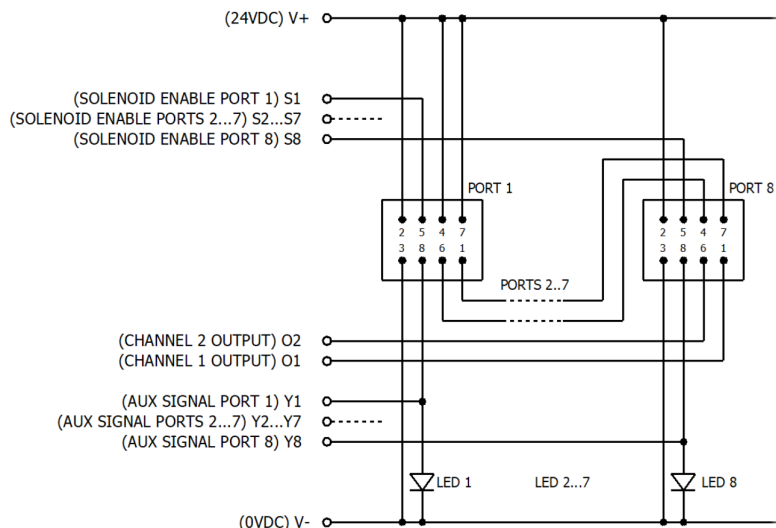 (24VDC) V+
(SOLENOID ENABLE PORT 1) S1
(SOLENOID ENABLE PORTS 2...7) S2...S7
(SOLENOID ENABLE PORT 8) S8
PORT 1
PORT 8
2 5 4 7
2 5 4 7
3 8 6 1
3 8 6 1
PORTS 2..7
(CHANNEL 2 OUTPUT) O2
(CHANNEL 1 OUTPUT) O1
(AUX SIGNAL PORT 1) Y1
(AUX SIGNAL PORTS 2...7) Y2...Y7
(AUX SIGNAL PORT 8) Y8
LED 1
LED 2...7
LED 8
(0VDC) V-